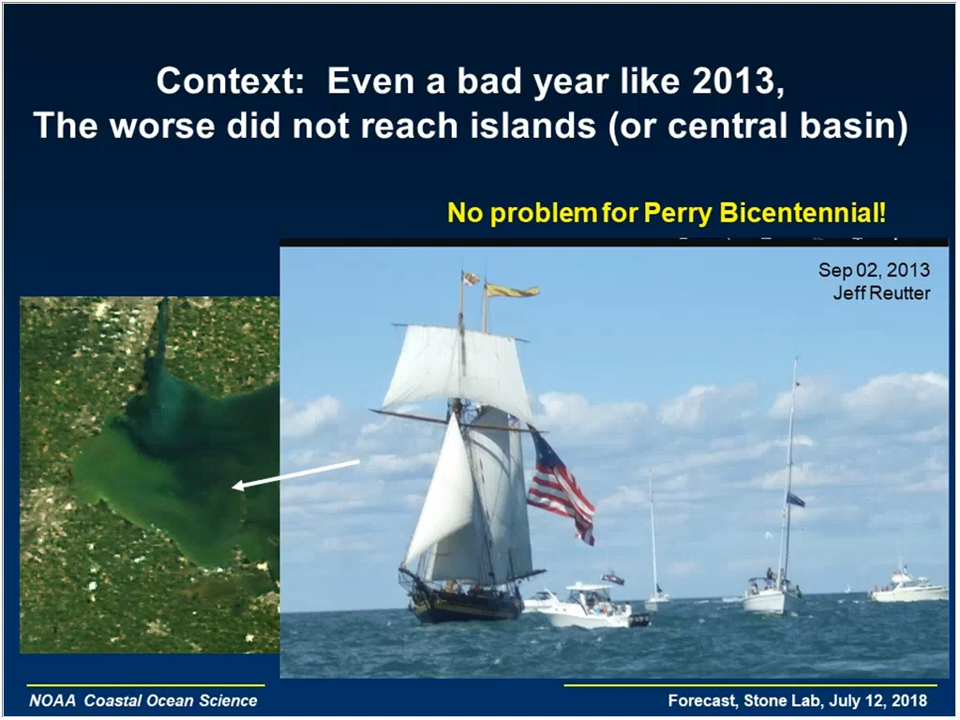 Context:  Even a bad year like 2013,
The worse did not reach islands (or central basin)
No problem for Perry Bicentennial!
Sep 02, 2013
Jeff Reutter
NOAA  Coastal Ocean Science
Forecast, Stone Lab, July 12, 2018